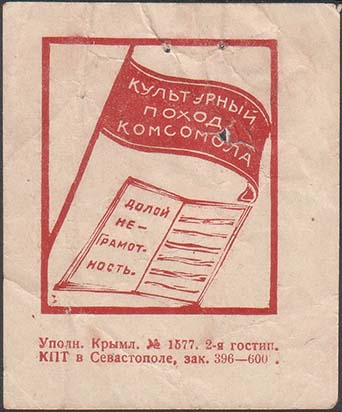 КУЛЬТУРНЫЙ
ПОХОД
КОМСОМОЛА
ДОЛОЙ
НЕ-
ГРАМОТ-
НОСТЬ.
Уполн. Крымл. № 1577. 2-я гостип.
КПТ в Севастополе, зак. 396—600